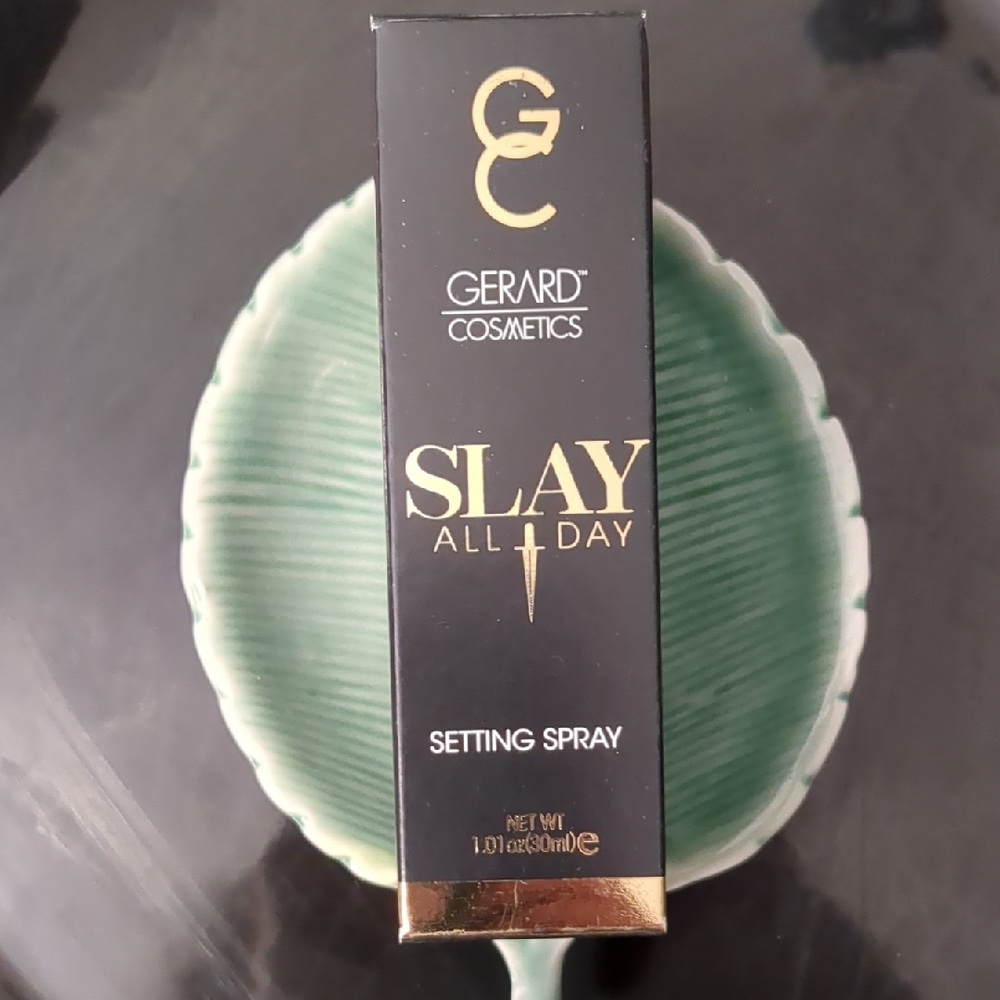 GC
GERARD™
COSMETICS
SLAY
ALL DAY
SETTING SPRAY
NET WT
1.01 oz(30ml)e